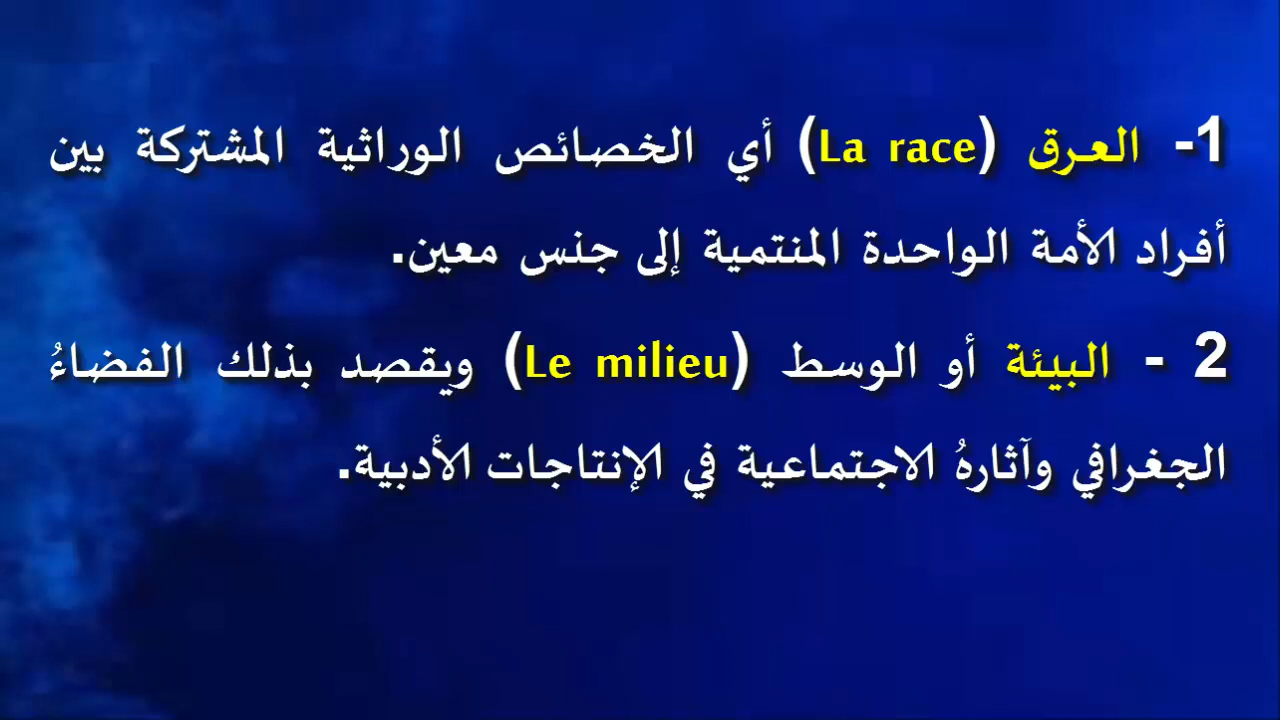 1- العرق (La race) أي الخصائص الوراثية المشتركة بين
أفراد الأمة الواحدة المنتمية إلى جنس معين.
2 - البيئة أو الوسط (Le milieu) ويقصد بذلك الفضاءُ
الجغرافي وآثارهُ الاجتماعية في الإنتاجات الأدبية.